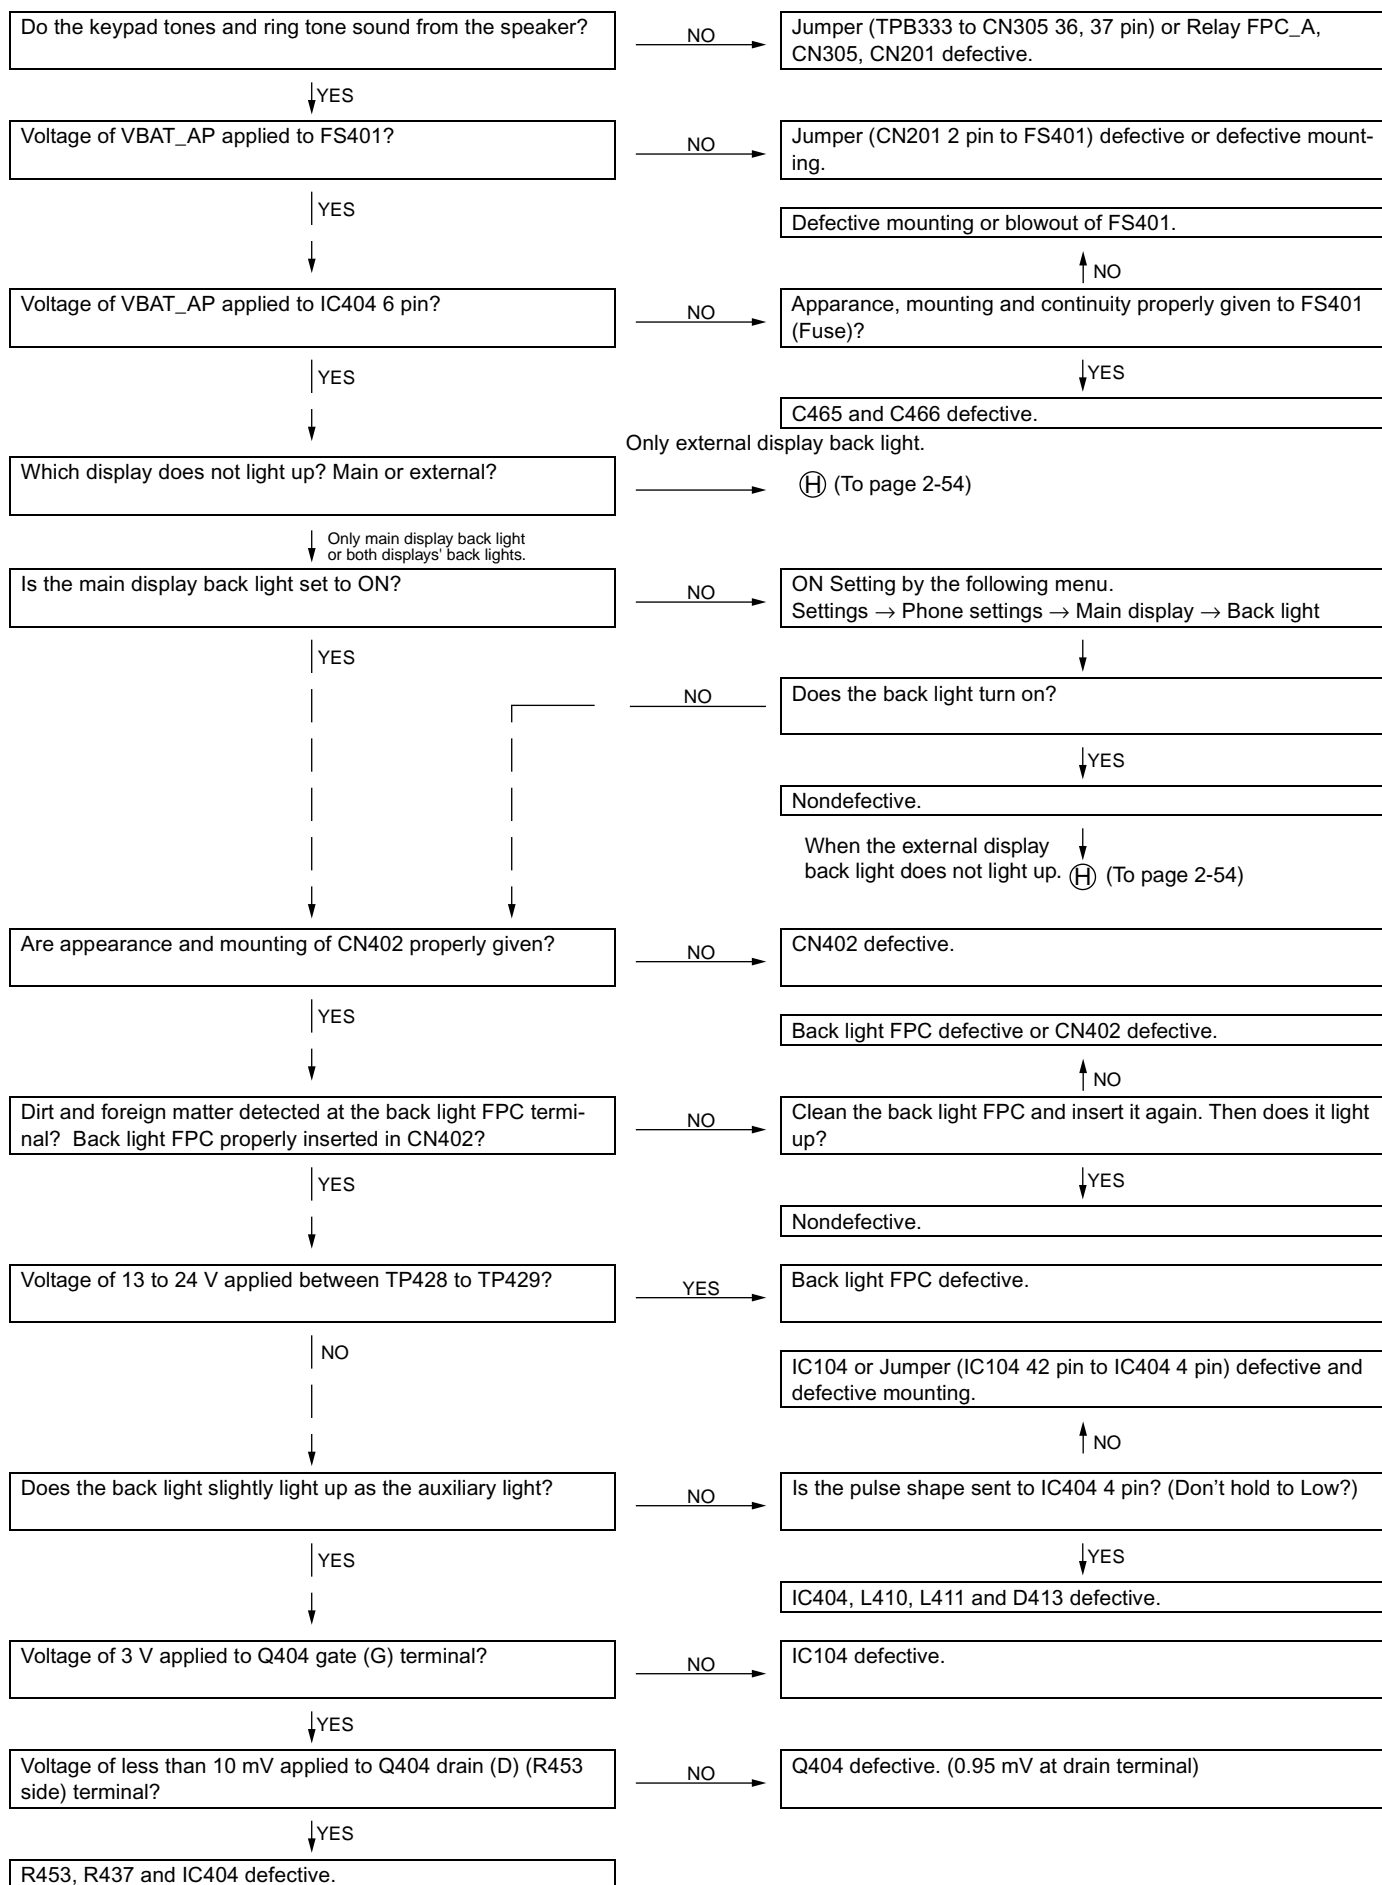 Do the keypad tones and ring tone sound from the speaker?
NO
Jumper (TPB333 to CN305 36, 37 pin) or Relay FPC_A,
CN305, CN201 defective.
YES
Voltage of VBAT_AP applied to FS401?
NO
Jumper (CN201 2 pin to FS401) defective or defective mount-
ing.
YES
Defective mounting or blowout of FS401.
NO
Voltage of VBAT_AP applied to IC404 6 pin?
NO
Apparance, mounting and continuity properly given to FS401
(Fuse)?
YES
YES
C465 and C466 defective.
Only external display back light.
Which display does not light up? Main or external?
H (To page 2-54)
Only main display back light
or both displays' back lights.
Is the main display back light set to ON?
NO
ON Setting by the following menu.
Settings → Phone settings → Main display → Back light
YES
NO
Does the back light turn on?
YES
Nondefective.
When the external display
back light does not light up. H (To page 2-54)
Are appearance and mounting of CN402 properly given?
NO
CN402 defective.
YES
Back light FPC defective or CN402 defective.
NO
Dirt and foreign matter detected at the back light FPC termi-
nal? Back light FPC properly inserted in CN402?
NO
Clean the back light FPC and insert it again. Then does it light
up?
YES
YES
Nondefective.
Voltage of 13 to 24 V applied between TP428 to TP429?
YES
Back light FPC defective.
NO
IC104 or Jumper (IC104 42 pin to IC404 4 pin) defective and
defective mounting.
NO
Does the back light slightly light up as the auxiliary light?
NO
Is the pulse shape sent to IC404 4 pin? (Don't hold to Low?)
YES
YES
IC404, L410, L411 and D413 defective.
Voltage of 3 V applied to Q404 gate (G) terminal?
NO
IC104 defective.
YES
Voltage of less than 10 mV applied to Q404 drain (D) (R453
side) terminal?
NO
Q404 defective. (0.95 mV at drain terminal)
YES
R453, R437 and IC404 defective.